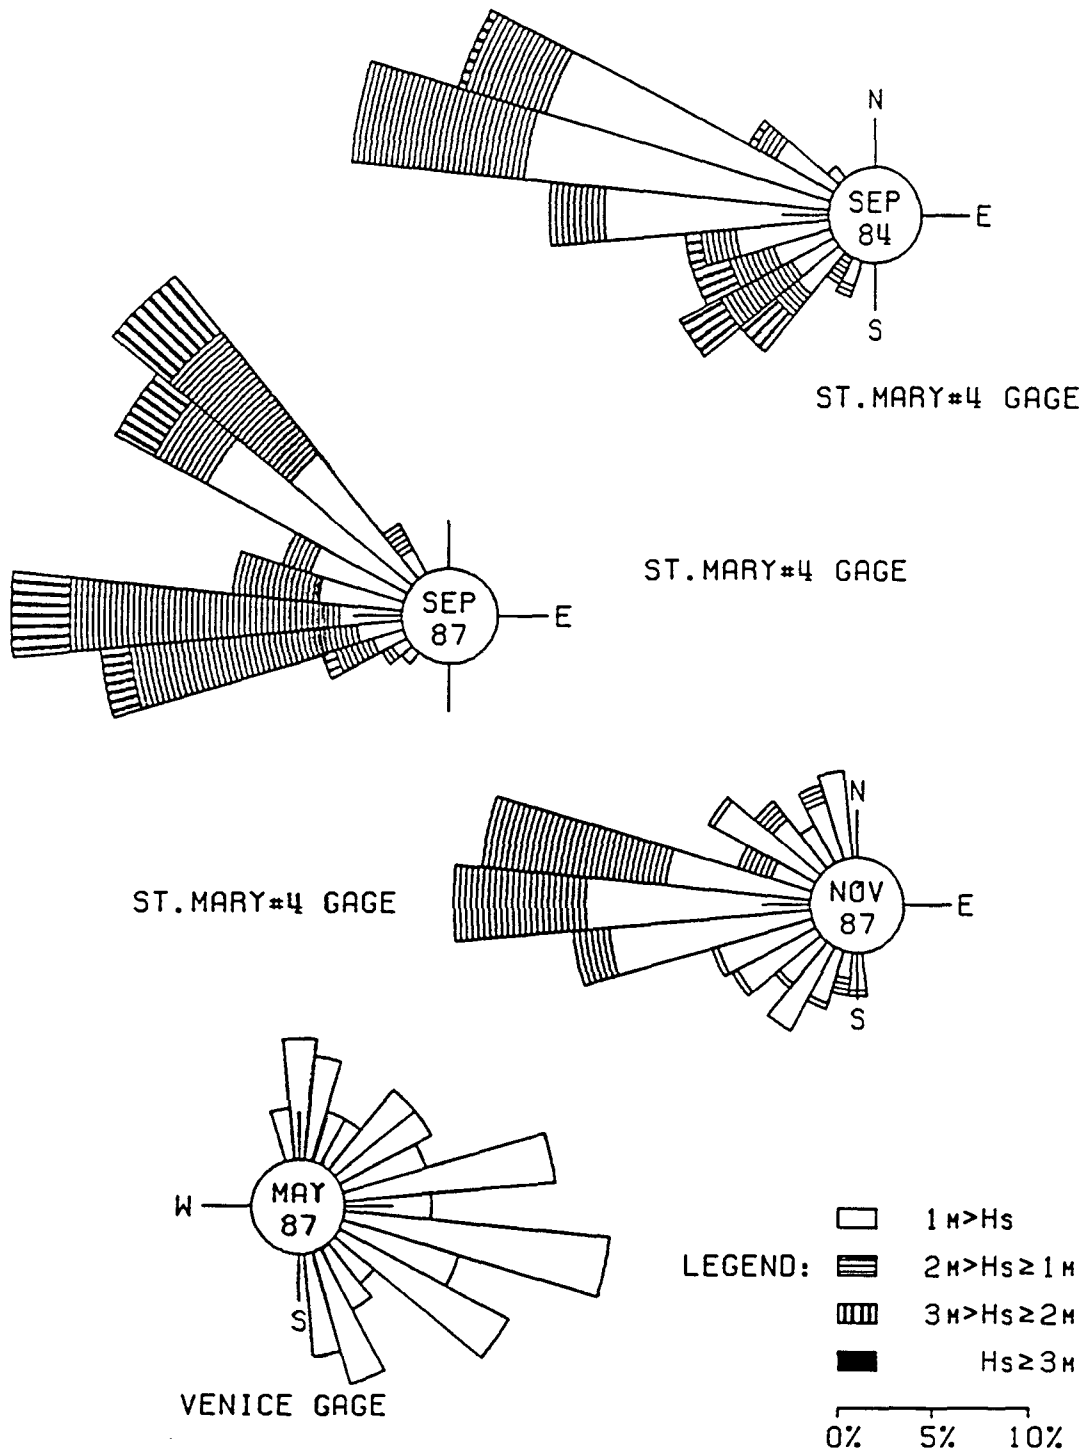 N
SEP
84
E
S
ST.MARY#4 GAGE
ST.MARY#4 GAGE
SEP
87
E
N
ST.MARY#4 GAGE
NOV
87
E
S
W
MAY
87
S
VENICE GAGE
LEGEND:
1 M>HS
2M>HS≥1M
3M>HS≥2M
HS≥3M
0% 5% 10%